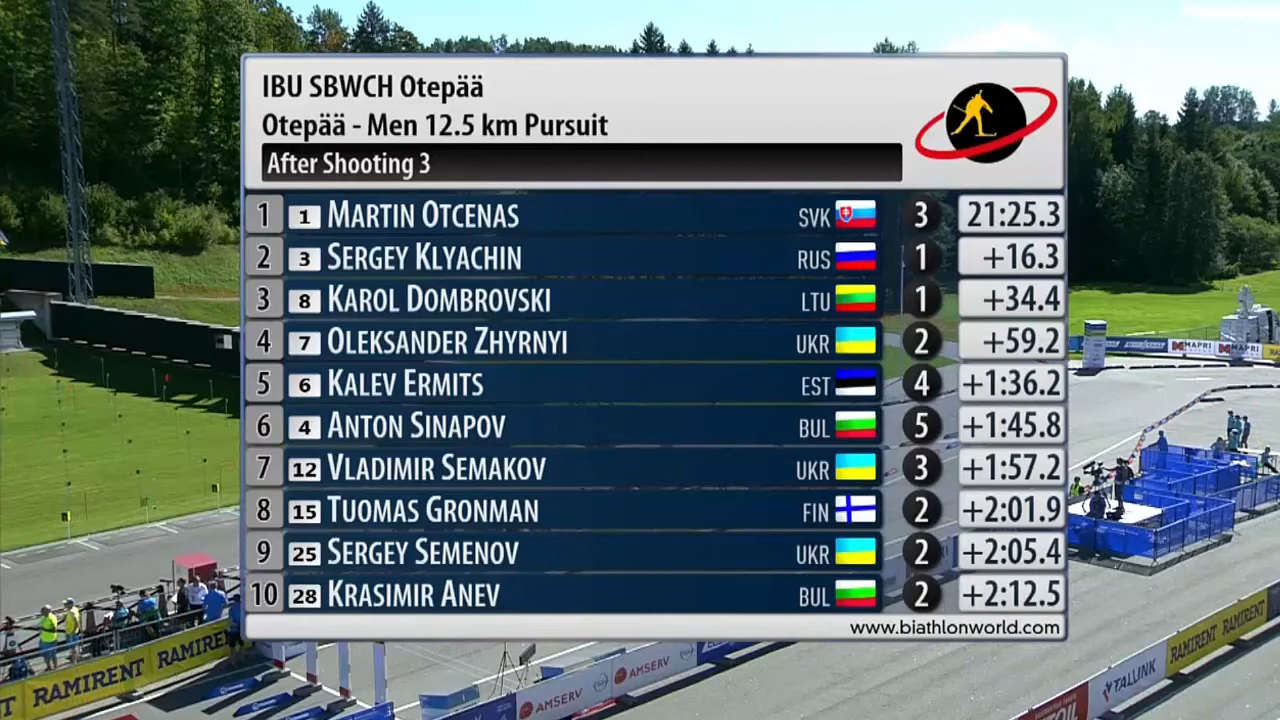 IBU SBWCH Otepää
Otepää - Men 12.5 km Pursuit
After Shooting 3
1 1 MARTIN OTCENAS SVK 3 21:25.3
2 3 SERGEY KLYACHIN RUS 1 +16.3
3 8 KAROL DOMBROVSKI LTU 1 +34.4
4 7 OLEKSANDER ZHYRNYI UKR 2 +59.2
5 6 KALEV ERMITS EST 4 +1:36.2
6 4 ANTON SINAPOV BUL 5 +1:45.8
7 12 VLADIMIR SEMAKOV UKR 3 +1:57.2
8 15 TUOMAS GRONMAN FIN 2 +2:01.9
9 25 SERGEY SEMENOV UKR 2 +2:05.4
10 28 KRASIMIR ANEV BUL 2 +2:12.5
www.biathlonworld.com
MAPRI MAPRI
RAMIRENT RAMIRENT
AMSERV AMSERV
TALLINK
RAMIRENT RAMIRENT